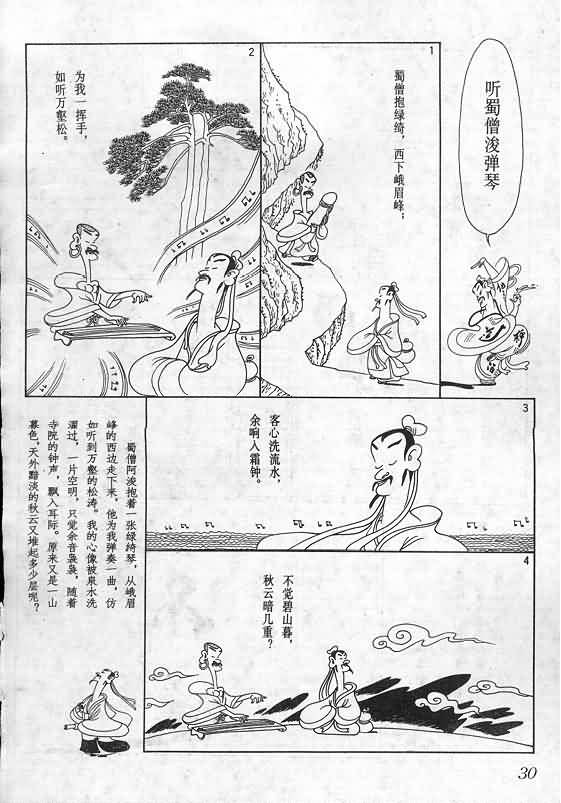 听蜀僧浚弹琴
1
蜀僧抱绿绮，西下峨眉峰；
2
为我一挥手，
如听万壑松。
3
客心洗流水，
余响入霜钟。
4
不觉碧山暮，
秋云暗几重？
蜀僧阿浚抱着一张绿绮琴，从峨眉
峰的西边走下来，他为我弹奏一曲，仿
如听到万壑的松涛。我的心像被泉水洗
濯过，一片空明，只觉余音袅袅，随着
寺院的钟声，飘入耳际。原来又是一山
暮色，天外黯淡的秋云又堆起多少层呢？
30